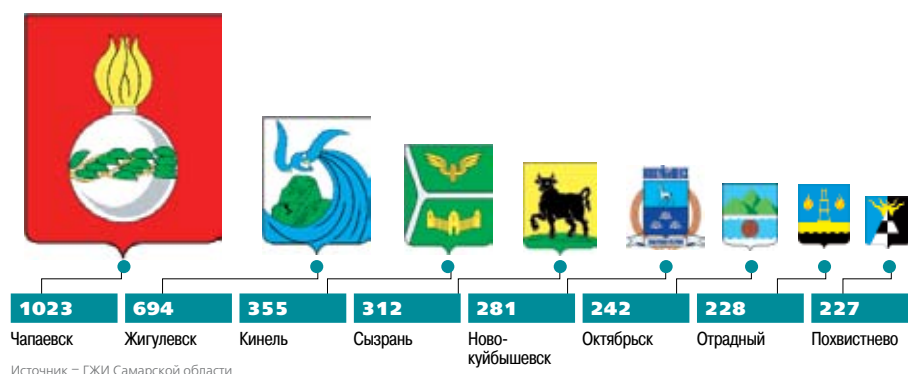 1023 694 355 312 281 242 228 227
Чапаевск Жигулевск Кинель Сызрань Ново- Октябрьск Отрадный Похвистнево
куйбышевск
Источник – ГЖИ Самарской области